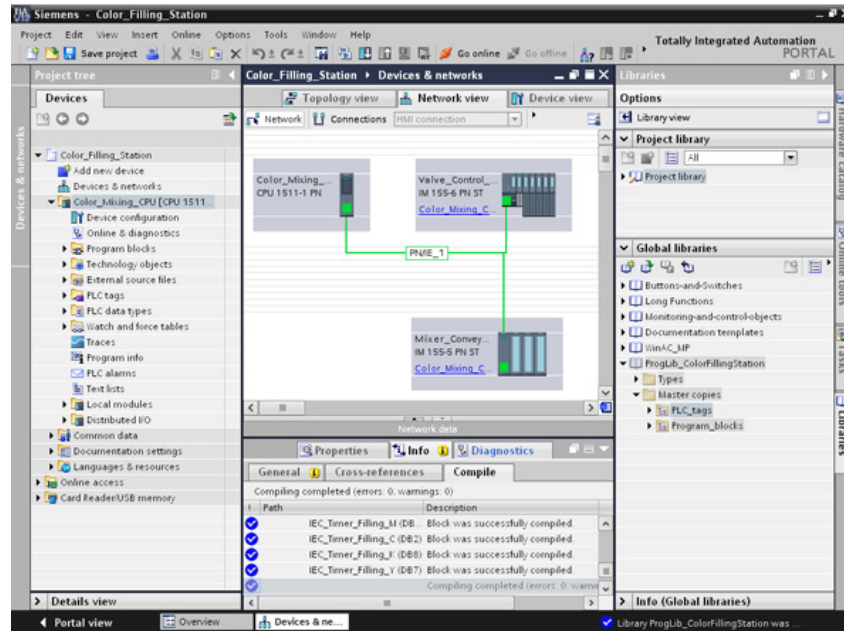 Siemens - Color_Filling_Station
Project Edit View Insert Online Options Tools Window Help
Save project
Go online
Go offline
Totally Integrated Automation
PORTAL
Project tree
Devices
Devices & networks
Color_Filling_Station
Add new device
Devices & networks
Color_Mixing_CPU [CPU 1511...
Device configuration
Online & diagnostics
Program blocks
Technology objects
External source files
PLC tags
PLC data types
Watch and force tables
Traces
Program info
PLC alarms
Text lists
Local modules
Distributed I/O
Common data
Documentation settings
Languages & resources
Online access
Card Reader/USB memory
Details view
Color_Filling_Station ▸ Devices & networks
Topology view
Network view
Device view
Network
Connections
HMI connection
Color_Mixing_...
CPU 1511-1 PN
Valve_Control_...
IM 155-6 PN ST
Color_Mixing_C...
PN/IE_1
Mixer_Convey...
IM 155-5 PN ST
Color_Mixing_C...
Network data
Properties
Info
Diagnostics
General
Cross-references
Compile
Compiling completed (errors: 0, warnings: 0)
! Path Description
IEC_Timer_Filling_M (DB... Block was successfully compiled.
IEC_Timer_Filling_C (DB2) Block was successfully compiled.
IEC_Timer_Filling_K (DB8) Block was successfully compiled.
IEC_Timer_Filling_Y (DB7) Block was successfully compiled.
Compiling completed (errors: 0, warnin
Libraries
Options
Library view
Project library
All
Project library
Global libraries
Buttons-and-Switches
Long Functions
Monitoring-and-control-objects
Documentation templates
WinAC_MP
ProgLib_ColorFillingStation
Types
Master copies
PLC_tags
Program_blocks
Info (Global libraries)
Hardware catalog
Online tools
Tasks
Libraries
Portal view
Overview
Devices & ne...
Library ProgLib_ColorFillingStation was ...